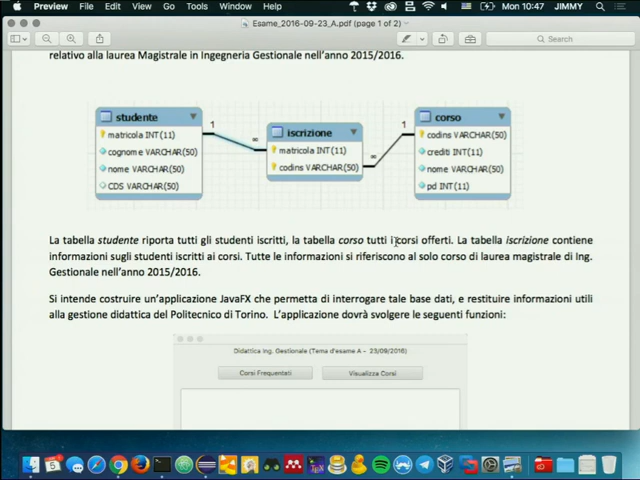 Preview File Edit View Go Tools Window Help Mon 10:47 JIMMY
Esame_2016-09-23_A.pdf (page 1 of 2)
Search
relativo alla laurea Magistrale in Ingegneria Gestionale nell'anno 2015/2016.
studente
matricola INT(11)
cognome VARCHAR(50)
nome VARCHAR(50)
CDS VARCHAR(50)
1
∞
iscrizione
matricola INT(11)
codins VARCHAR(50)
∞
1
corso
codins VARCHAR(50)
crediti INT(11)
nome VARCHAR(50)
pd INT(11)
La tabella studente riporta tutti gli studenti iscritti, la tabella corso tutti i corsi offerti. La tabella iscrizione contiene
informazioni sugli studenti iscritti ai corsi. Tutte le informazioni si riferiscono al solo corso di laurea magistrale di Ing.
Gestionale nell'anno 2015/2016.
Si intende costruire un'applicazione JavaFX che permetta di interrogare tale base dati, e restituire informazioni utili
alla gestione didattica del Politecnico di Torino. L'applicazione dovrà svolgere le seguenti funzioni:
Didattica Ing. Gestionale (Tema d'esame A - 23/09/2016)
Corsi Frequentati Visualizza Corsi
5